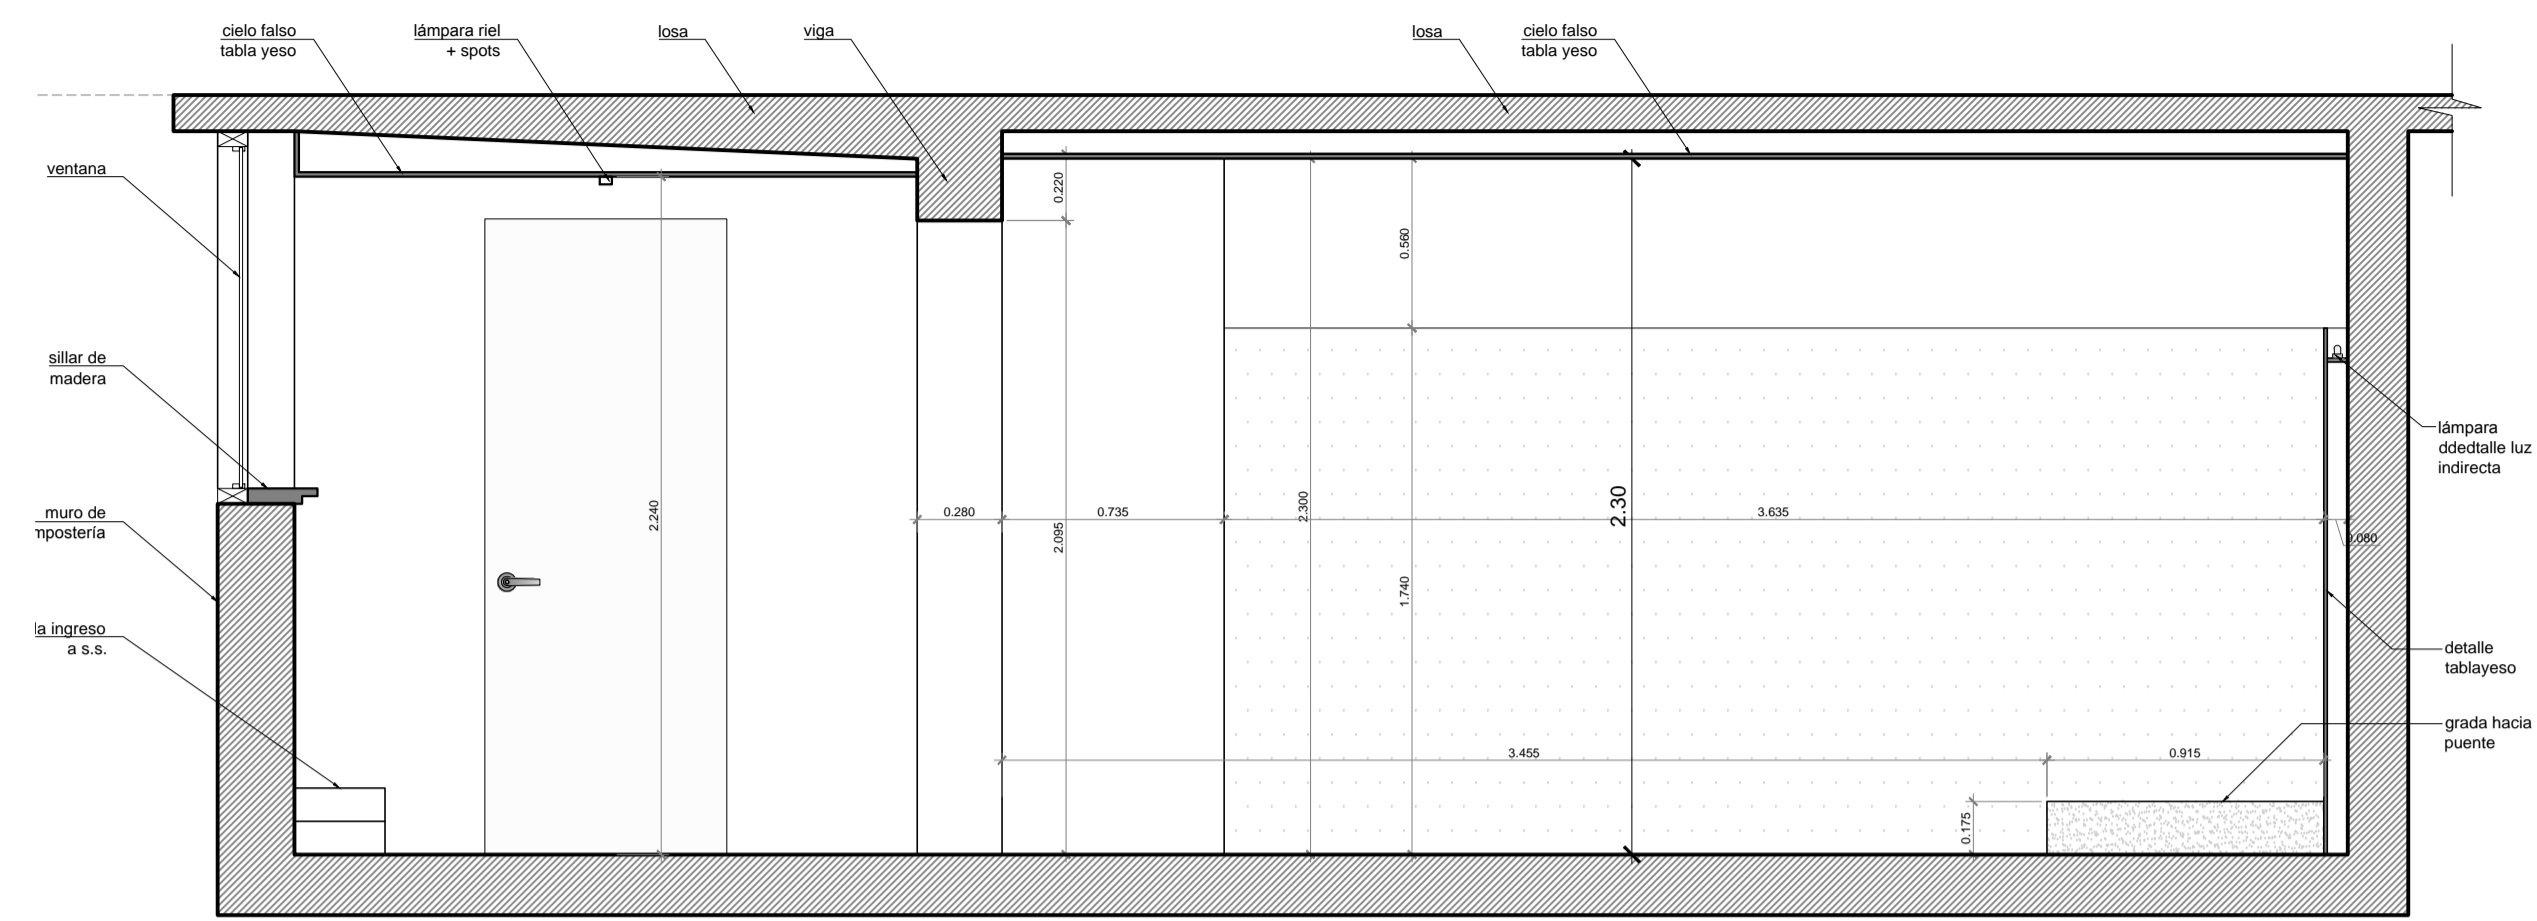 cielo falso
tabla yeso
lámpara riel
+ spots
losa
viga
losa
cielo falso
tabla yeso
ventana
sillar de
madera
muro de
mpostería
la ingreso
a s.s.
0.220
0.560
2.240
0.280
2.095
0.735
2.300
1.740
2.30
3.635
0.080
3.455
0.915
0.175
lámpara
ddedtalle luz
indirecta
detalle
tablayeso
grada hacia
puente